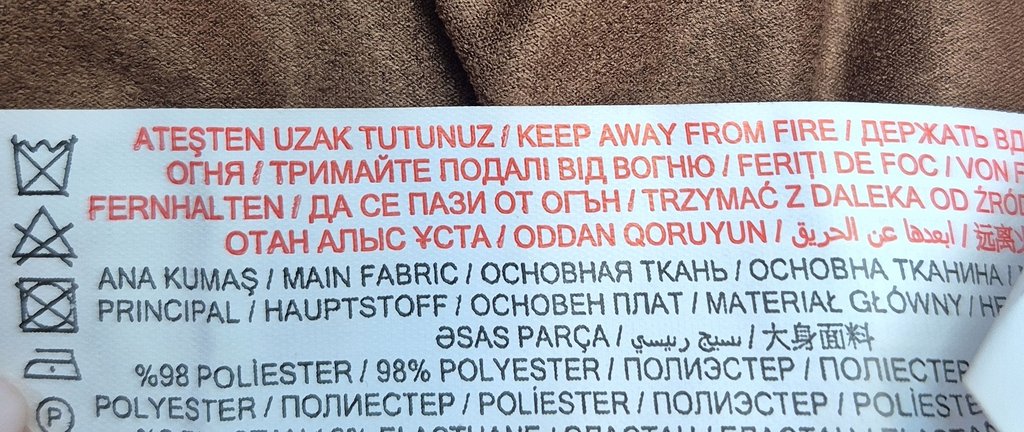 ATEŞTEN UZAK TUTUNUZ / KEEP AWAY FROM FIRE / ДЕРЖАТЬ
ОГНЯ / ТРИМАЙТЕ ПОДАЛІ ВІД ВОГНЮ / FERIȚI DE FOC / VON
FERNHALTEN / ДА СЕ ПАЗИ ОТ ОГЪН / TRZYMAĆ Z DALEKA OD
ОТАН АЛЫС ҰСТА / ODDAN QORUYUN / ابعدها عن الحريق / 远离
ANA KUMAŞ / MAIN FABRIC / ОСНОВНАЯ ТКАНЬ / ОСНОВНА ТКАНИНА /
PRINCIPAL / HAUPTSTOFF / ОСНОВЕН ПЛАТ / MATERIAŁ GŁÓWNY /
ƏSAS PARÇA / نسيج رييسي / 大身面料
%98 POLİESTER / 98% POLYESTER / ПОЛИЭСТЕР / ПОЛІЕСТЕР
P POLYESTER / ПОЛИЕСТЕР / POLİESTER / ПОЛИЭСТЕР /